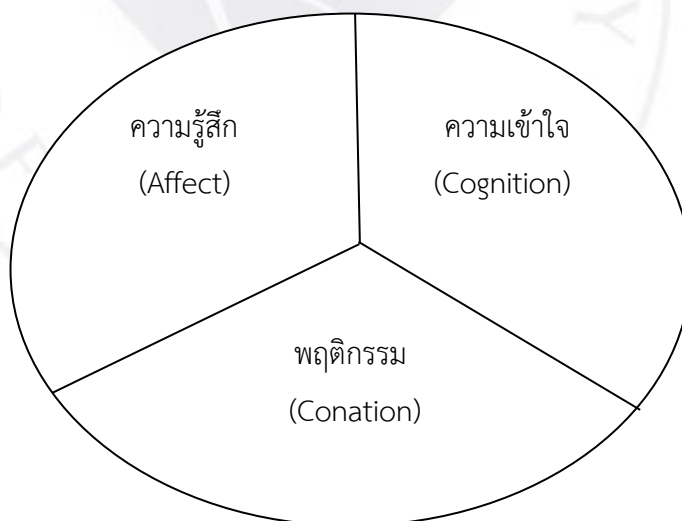 ความรู้สึก
(Affect)
ความเข้าใจ
(Cognition)
พฤติกรรม
(Conation)